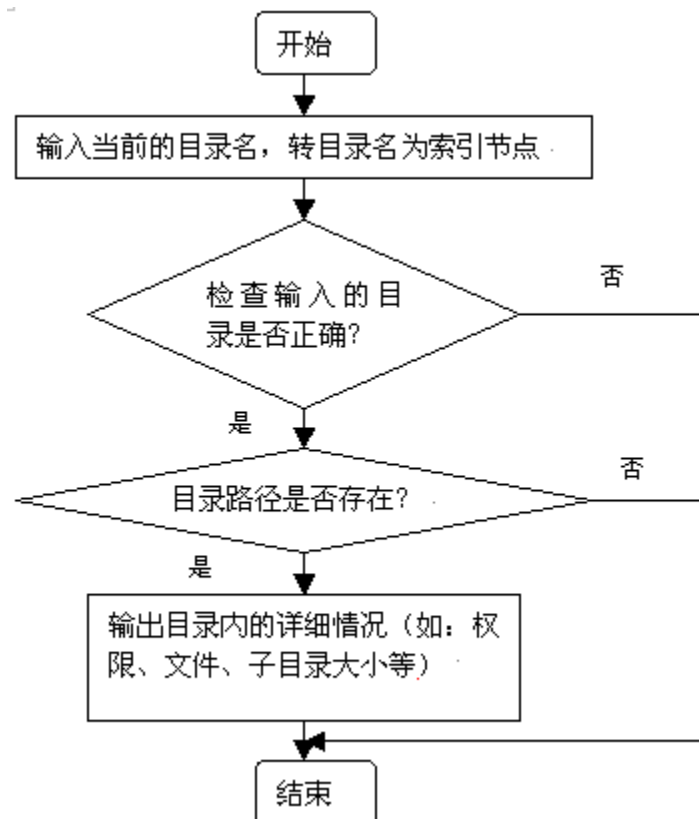 开始
输入当前的目录名，转目录名为索引节点
检查输入的目
录是否正确?
否
是
目录路径是否存在?
否
是
输出目录内的详细情况（如：权
限、文件、子目录大小等）
结束